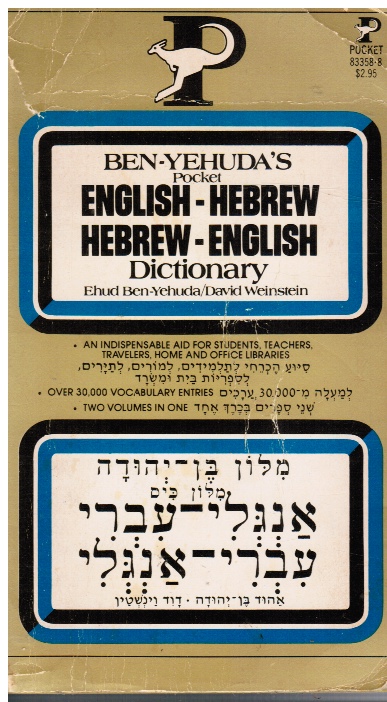 P
POCKET
83358·8
$2.95
BEN-YEHUDA'S
Pocket
ENGLISH-HEBREW
HEBREW-ENGLISH
Dictionary
Ehud Ben-Yehuda/David Weinstein
• AN INDISPENSABLE AID FOR STUDENTS, TEACHERS,
TRAVELERS, HOME AND OFFICE LIBRARIES
סִיּוּעַ הֶכְרֵחִי לְתַלְמִידִים, לְמוֹרִים, לְתַיָּרִים,
לְסִפְרִיּוֹת בַּיִת וּמִשְׂרָד
• OVER 30,000 VOCABULARY ENTRIES לְמַעְלָה מִ־30,000 עֲרָכִים
• TWO VOLUMES IN ONE שְׁנֵי סְפָרִים בְּכֶרֶךְ אֶחָד
מִלּוֹן בֶּן־יְהוּדָה
מִלּוֹן כִּיס
אַנְגְּלִי־עִבְרִי
עִבְרִי־אַנְגְּלִי
אֵהוּד בֶּן־יְהוּדָה · דָּוִד וַיְנְשְׁטֵיְן